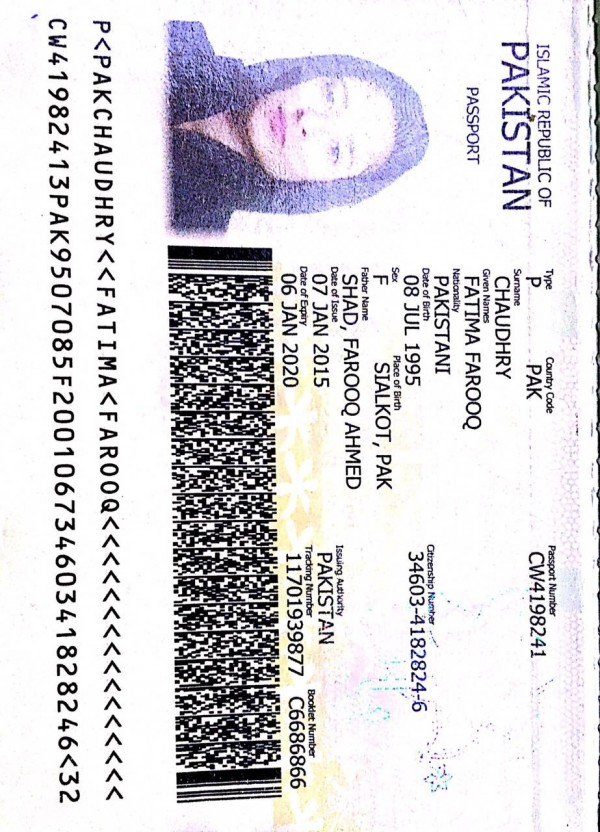 ISLAMIC REPUBLIC OF
PAKISTAN
PASSPORT
Type Country Code Passport Number
P PAK CW4198241
Surname
CHAUDHRY
Given Names
FATIMA FAROOQ
Nationality Citizenship Number
PAKISTANI 34603-4182824-6
Date of Birth
08 JUL 1995
Sex Place of Birth
F SIALKOT, PAK
Father Name
SHAD, FAROOQ AHMED
Date of Issue Issuing Authority
07 JAN 2015 PAKISTAN
Date of Expiry Tracking Number Booklet Number
06 JAN 2020 11701939877 C6686866
P<PAKCHAUDHRY<<FATIMA<FAROOQ<<<<<<<<<<<<<<<<
CW41982413PAK9507085F20010673460341828246<32